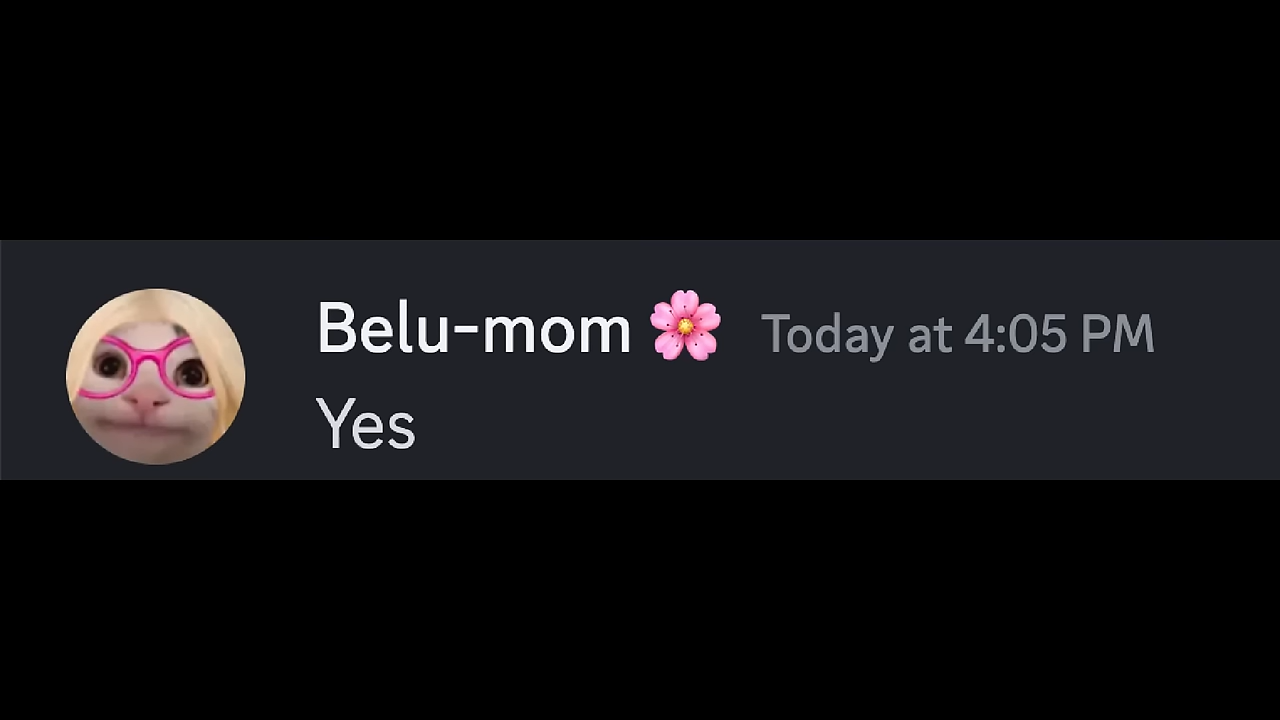 Belu-mom 🌸 Today at 4:05 PM
Yes